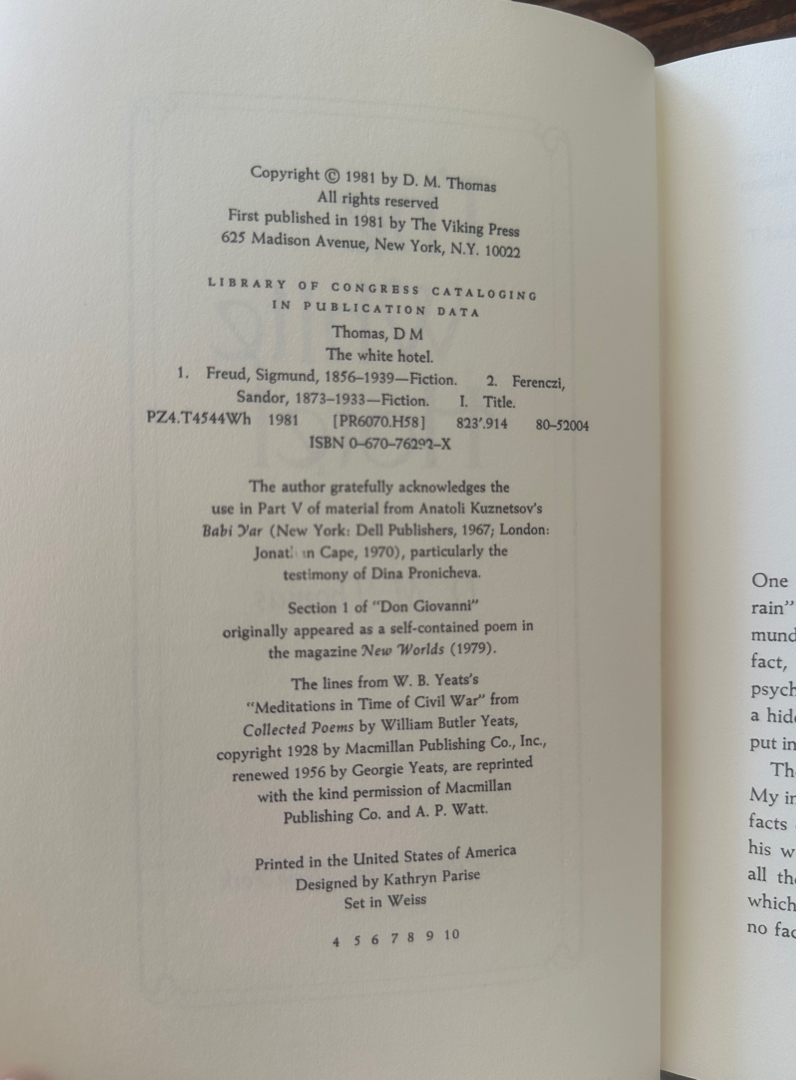 Copyright © 1981 by D. M. Thomas
All rights reserved
First published in 1981 by The Viking Press
625 Madison Avenue, New York, N.Y. 10022
LIBRARY OF CONGRESS CATALOGING
IN PUBLICATION DATA
Thomas, D M
The white hotel.
1. Freud, Sigmund, 1856–1939—Fiction. 2. Ferenczi,
Sandor, 1873–1933—Fiction. I. Title.
PZ4.T4544Wh 1981 [PR6070.H58] 823'.914 80–52004
ISBN 0–670–76292–X
The author gratefully acknowledges the
use in Part V of material from Anatoli Kuznetsov's
Babi Yar (New York: Dell Publishers, 1967; London:
Jonathan Cape, 1970), particularly the
testimony of Dina Pronicheva.
Section 1 of "Don Giovanni"
originally appeared as a self-contained poem in
the magazine New Worlds (1979).
The lines from W. B. Yeats's
"Meditations in Time of Civil War" from
Collected Poems by William Butler Yeats,
copyright 1928 by Macmillan Publishing Co., Inc.,
renewed 1956 by Georgie Yeats, are reprinted
with the kind permission of Macmillan
Publishing Co. and A. P. Watt.
Printed in the United States of America
Designed by Kathryn Parise
Set in Weiss
4 5 6 7 8 9 10
One
rain"
mund
fact,
psych
a hid
put in
Th
My in
facts
his w
all th
which
no fac